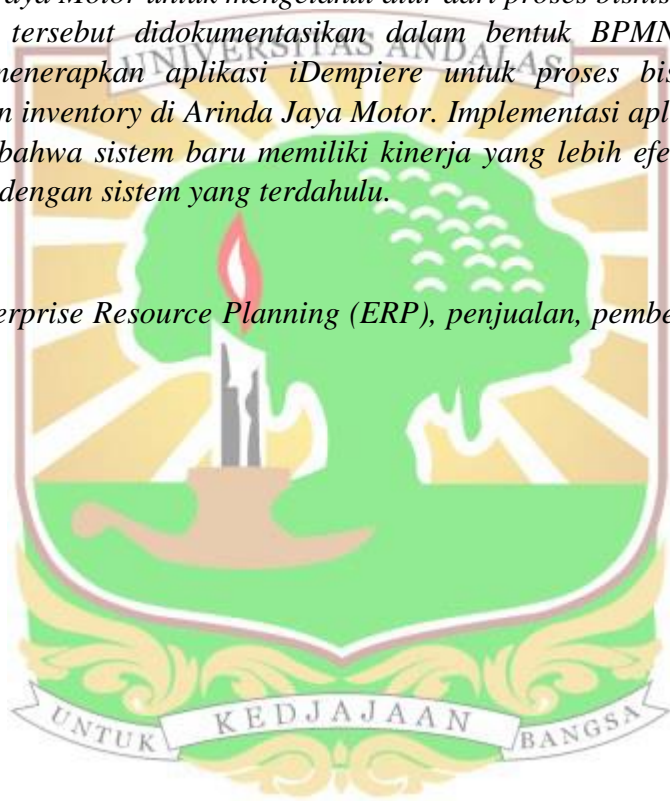 aya Motor untuk mengetahui alur dari proses bisnis
tersebut didokumentasikan dalam bentuk BPMN
UNIVERSITAS ANDALAS
menerapkan aplikasi iDempiere untuk proses bis
n inventory di Arinda Jaya Motor. Implementasi apl
bahwa sistem baru memiliki kinerja yang lebih efe
dengan sistem yang terdahulu.
erprise Resource Planning (ERP), penjualan, pembe
UNTUK KEDJAJAAN BANGSA